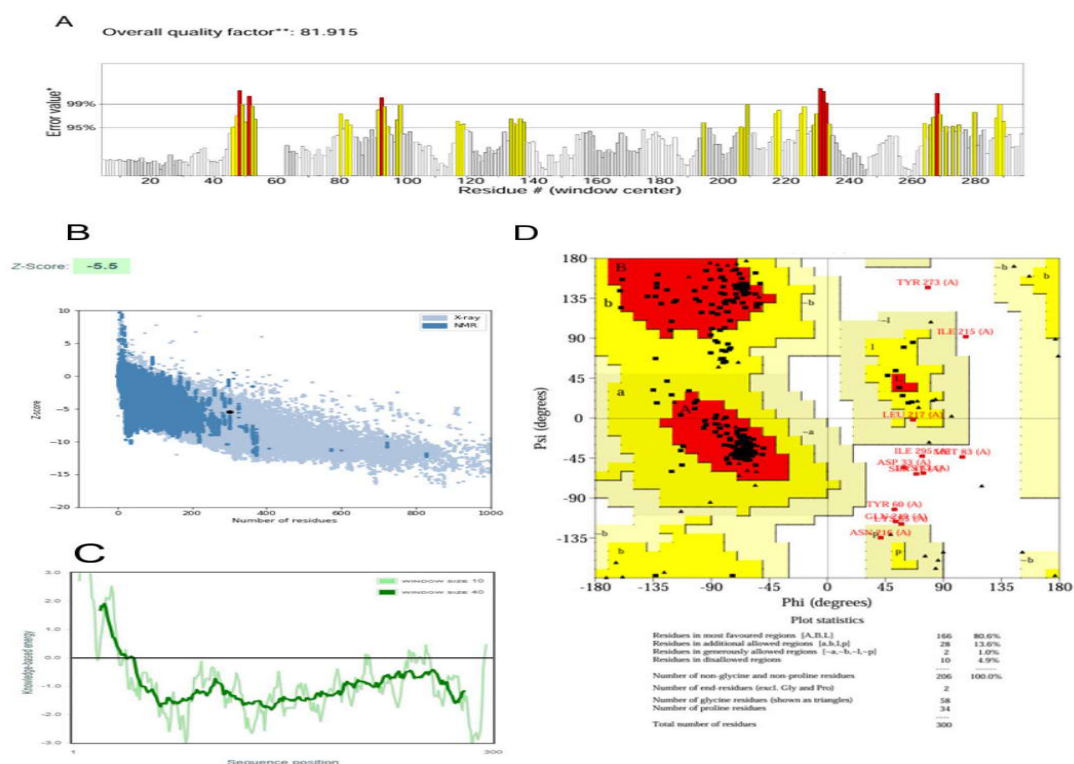 A
Overall quality factor**: 81.915
Error value*
99%
95%
20 40 60 80 100 120 140 160 180 200 220 240 260 280
Residue # (window center)
B
Z-Score: -5.5
X-ray
NMR
Z-score
10
5
0
-5
-10
-15
-20
0 200 400 600 800 1000
Number of residues
C
window size 10
window size 40
Knowledge-based energy
3.0
2.0
1.0
0.0
-1.0
-2.0
-3.0
1 300
Sequence position
D
Psi (degrees)
180
135
90
45
0
-45
-90
-135
-180 -135 -90 -45 0 45 90 135 180
Phi (degrees)
B
b
~b
~b
b
TYR 273 (A)
~l
ILE 215 (A)
l
L
a
A
LEU 217 (A)
~a
ILE 295 (A)
MET 83 (A)
ASP 33 (A)
TYR 60 (A)
ASN 216 (A)
~b
b
~p
p
~b
Plot statistics
Residues in most favoured regions [A,B,L] 166 80.6%
Residues in additional allowed regions [a,b,l,p] 28 13.6%
Residues in generously allowed regions [~a,~b,~l,~p] 2 1.0%
Residues in disallowed regions 10 4.9%
Number of non-glycine and non-proline residues 206 100.0%
Number of end-residues (excl. Gly and Pro) 2
Number of glycine residues (shown as triangles) 58
Number of proline residues 34
Total number of residues 300